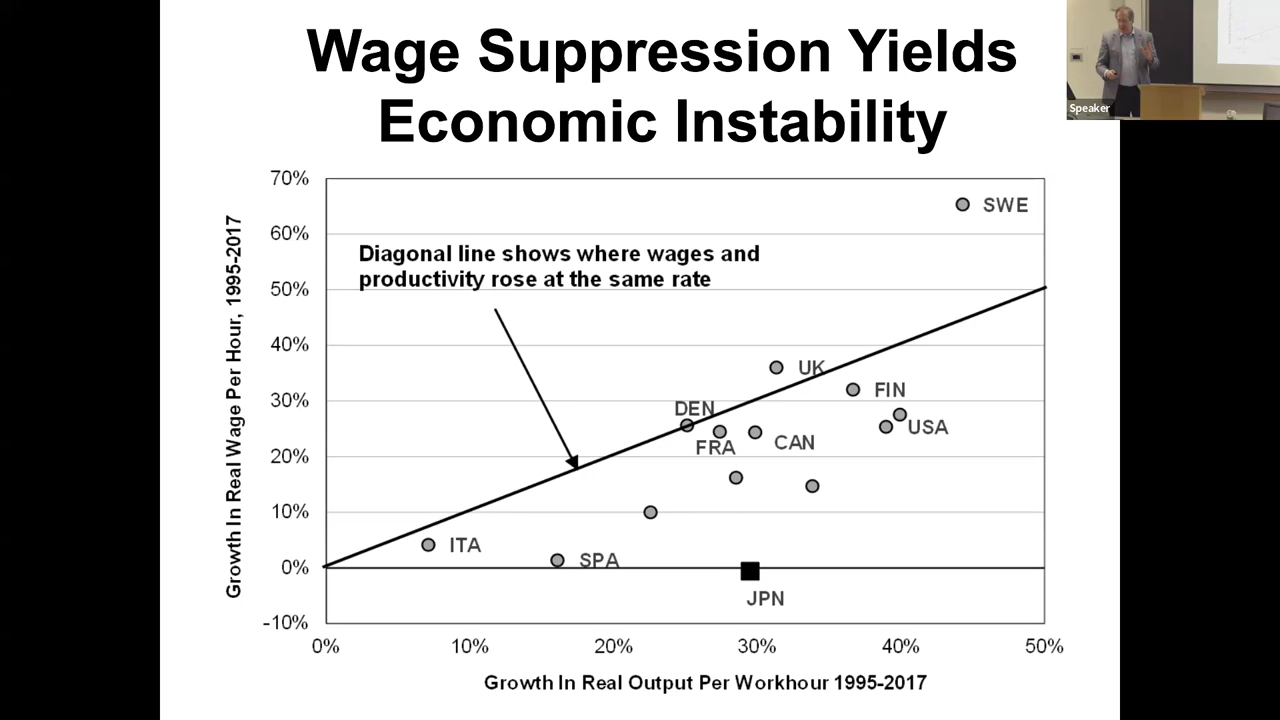 Wage Suppression Yields
Economic Instability
Speaker
70%
60%
50%
40%
30%
20%
10%
0%
-10%
Growth In Real Wage Per Hour, 1995-2017
Diagonal line shows where wages and
productivity rose at the same rate
SWE
UK
FIN
DEN
USA
FRA
CAN
ITA
SPA
JPN
0%
10%
20%
30%
40%
50%
Growth In Real Output Per Workhour 1995-2017